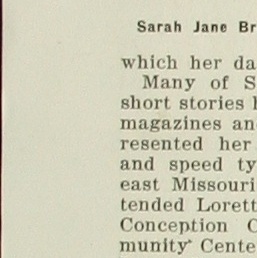 Sarah Jane Br
which her da
Many of S
short stories h
magazines an
resented her
and speed ty
east Missouri
tended Lorett
Conception C
munity Cente